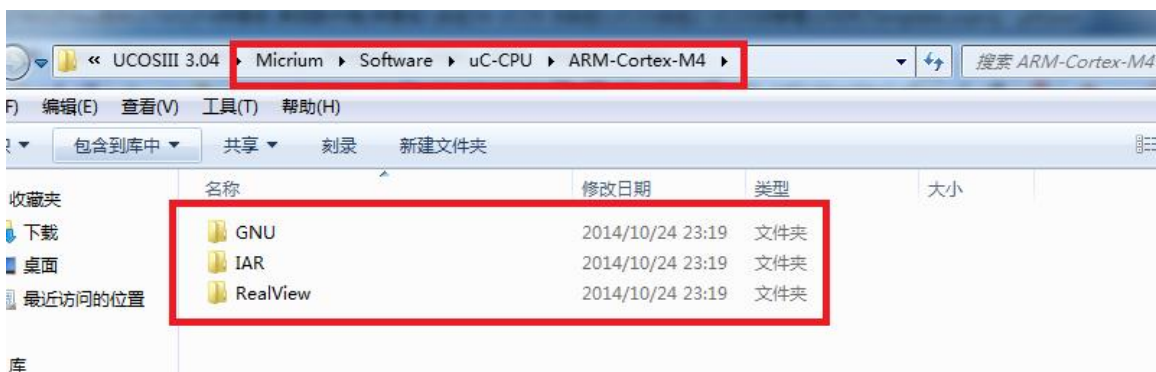 « UCOSIII 3.04 ▸ Micrium ▸ Software ▸ uC-CPU ▸ ARM-Cortex-M4 ▸ 搜索 ARM-Cortex-M4
F) 编辑(E) 查看(V) 工具(T) 帮助(H)
包含到库中 ▼ 共享 ▼ 刻录 新建文件夹
收藏夹 名称 修改日期 类型 大小
下载 GNU 2014/10/24 23:19 文件夹
桌面 IAR 2014/10/24 23:19 文件夹
最近访问的位置 RealView 2014/10/24 23:19 文件夹
库